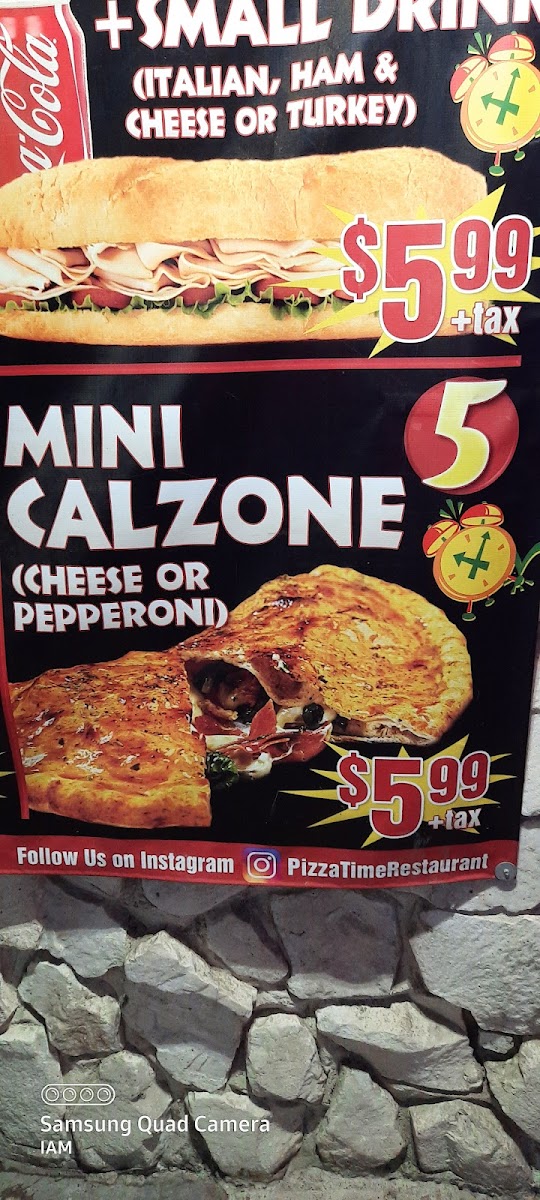 a-Cola
+SMALL DRINK
(ITALIAN, HAM &
CHEESE OR TURKEY)
$5.99
+tax
5
MINI
CALZONE
(CHEESE OR
PEPPERONI)
$5.99
+tax
Follow Us on Instagram PizzaTimeRestaurant
Samsung Quad Camera
IAM